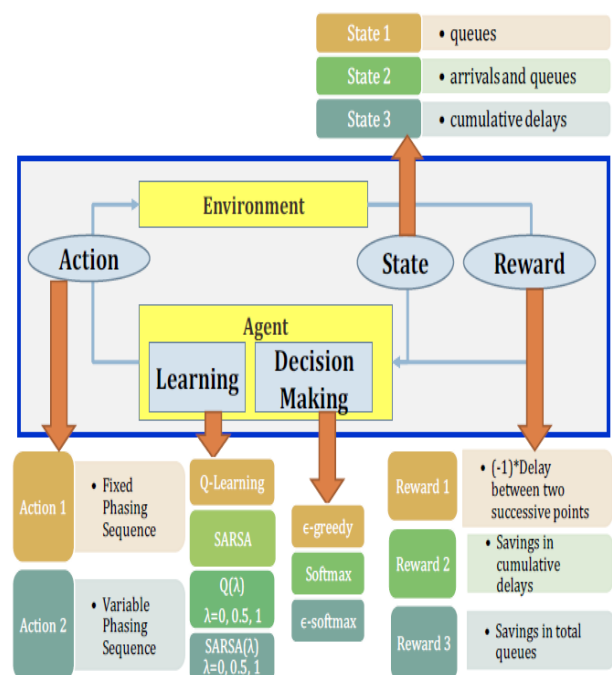 State 1
• queues
State 2
• arrivals and queues
State 3
• cumulative delays
Environment
Action
State
Reward
Agent
Learning
Decision
Making
Action 1
• Fixed
Phasing
Sequence
Action 2
• Variable
Phasing
Sequence
Q-Learning
SARSA
Q(λ)
λ=0, 0.5, 1
SARSA(λ)
λ=0, 0.5, 1
ϵ-greedy
Softmax
ϵ-softmax
Reward 1
• (-1)*Delay
between two
successive points
Reward 2
• Savings in
cumulative
delays
Reward 3
• Savings in total
queues